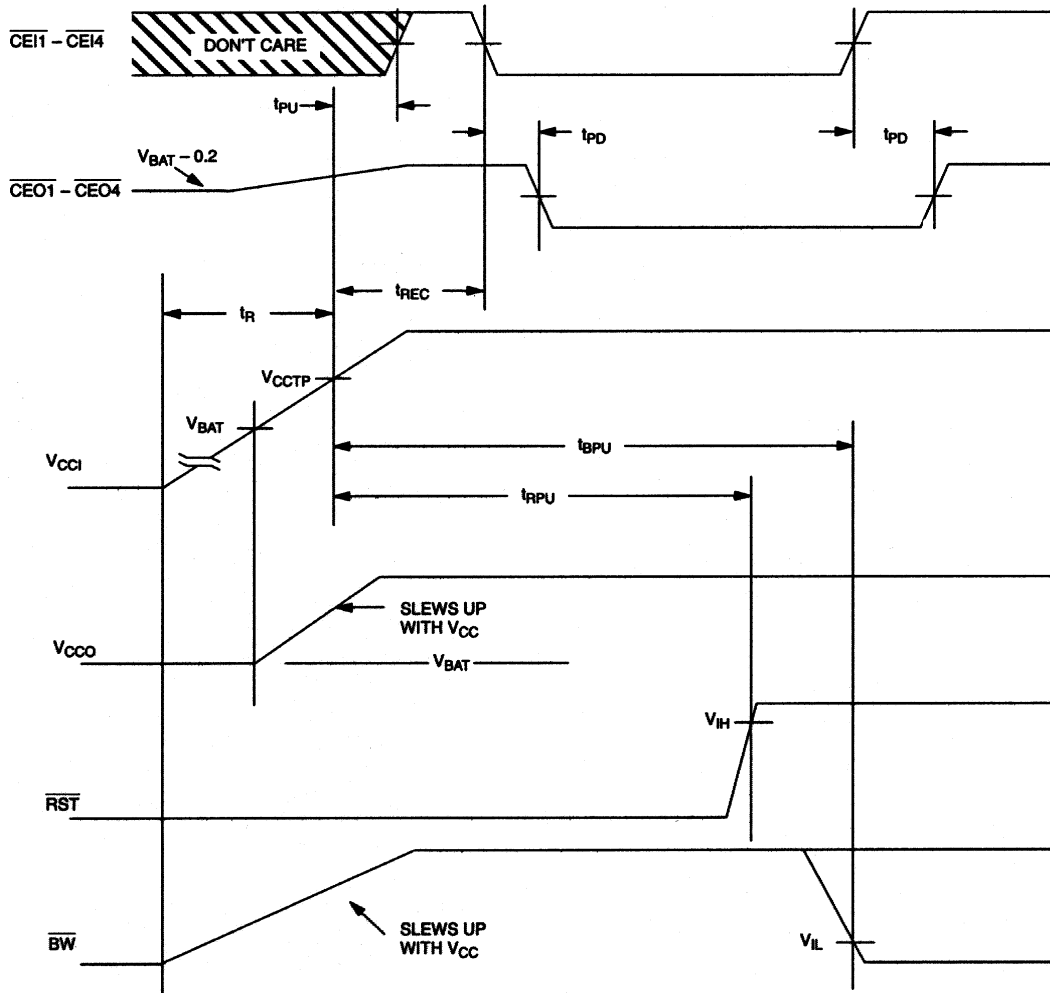 CEI1 – CEI4
DON'T CARE
tPU
tPD
tPD
VBAT – 0.2
CEO1 – CEO4
tREC
tR
VCCTP
VBAT
tBPU
VCCI
tRPU
SLEWS UP
WITH VCC
VCCO
VBAT
VIH
RST
SLEWS UP
WITH VCC
BW
VIL